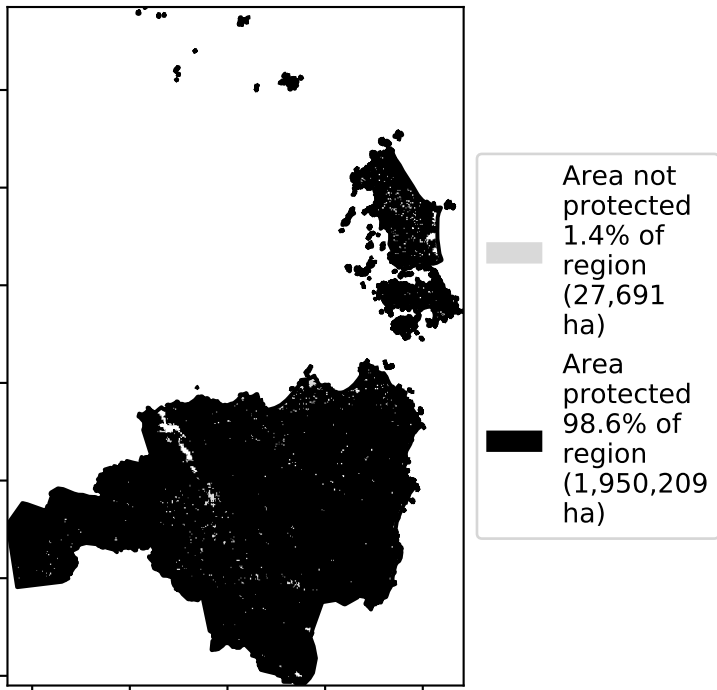 Area not
protected
1.4% of
region
(27,691
ha)
Area
protected
98.6% of
region
(1,950,209
ha)